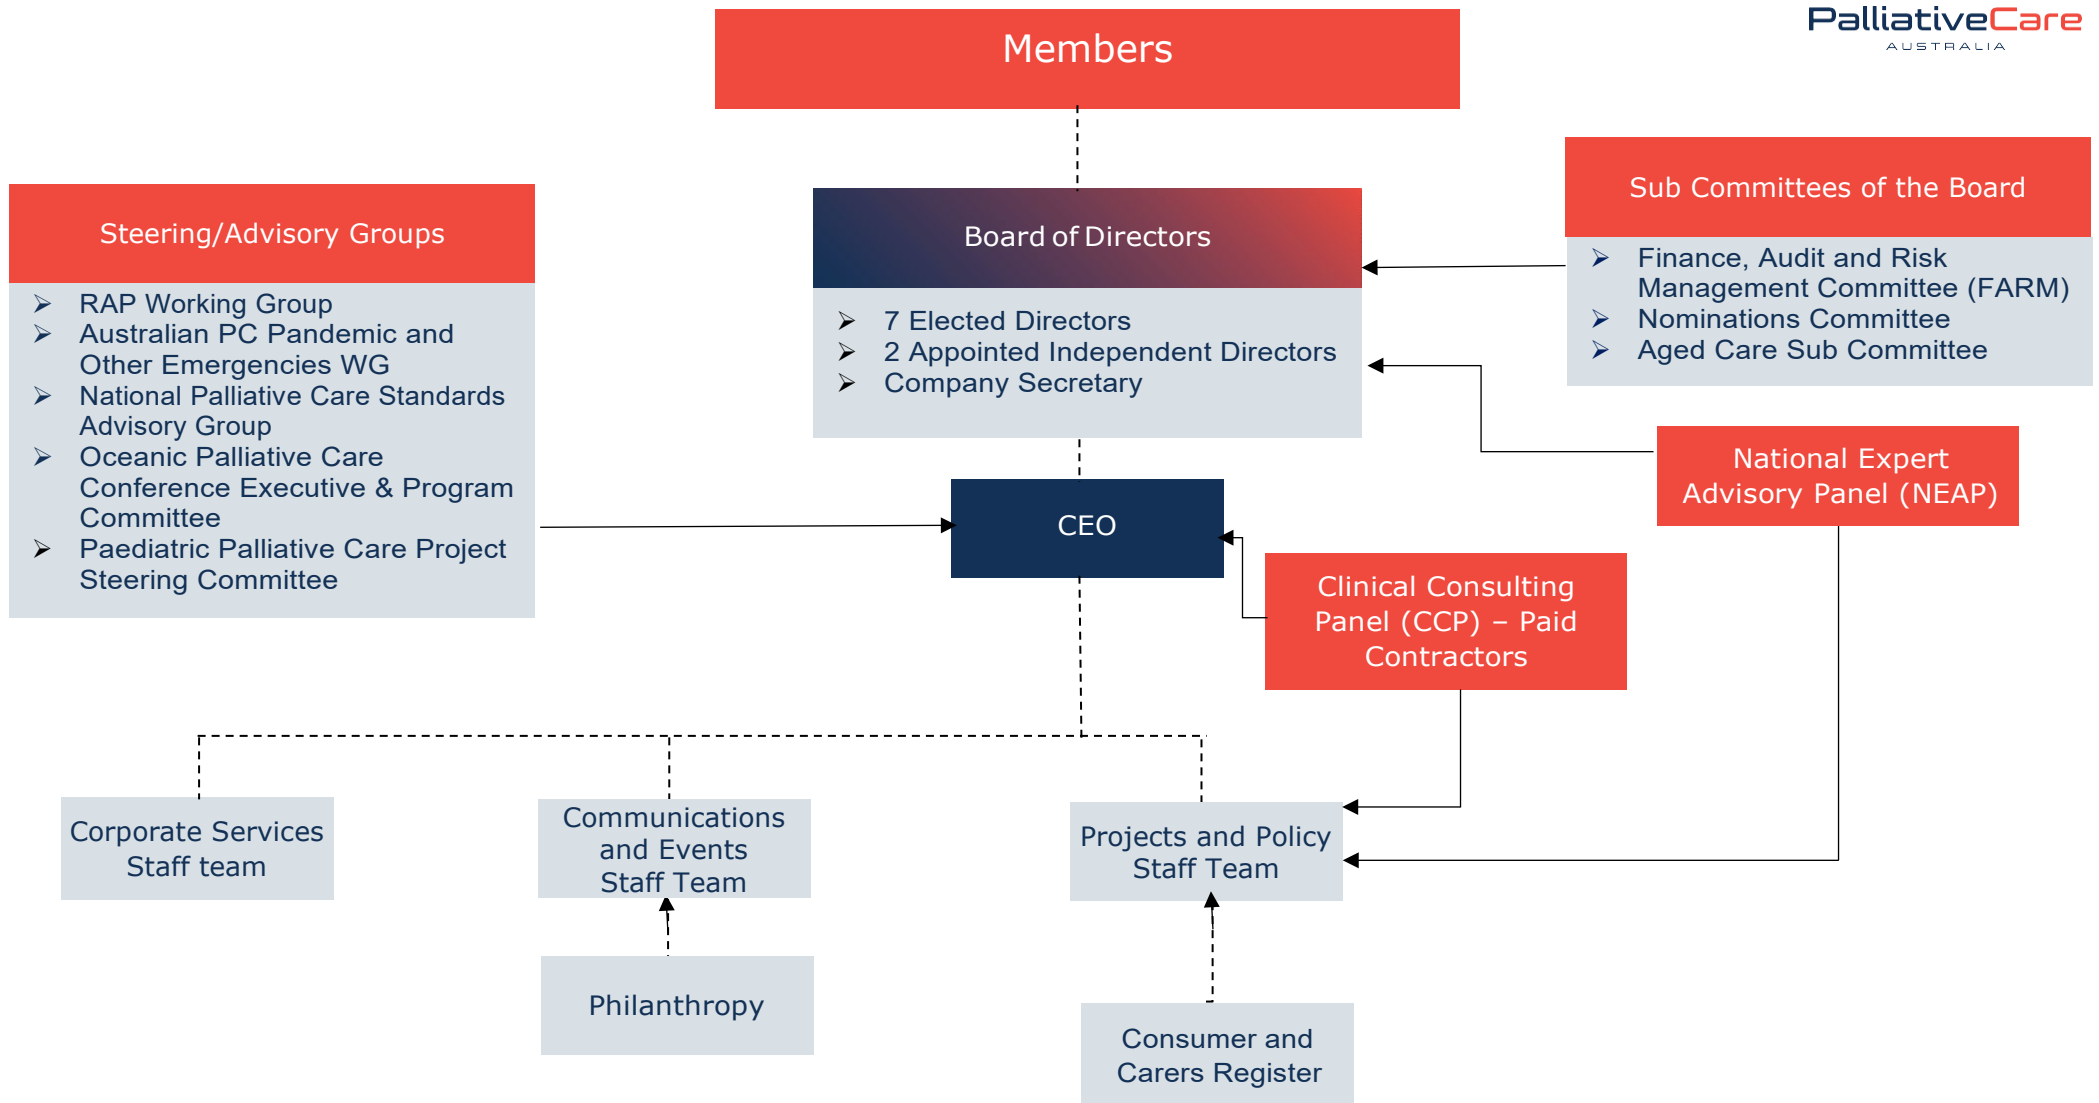 PalliativeCare
AUSTRALIA
Members
Steering/Advisory Groups
➢ RAP Working Group
➢ Australian PC Pandemic and
Other Emergencies WG
➢ National Palliative Care Standards
Advisory Group
➢ Oceanic Palliative Care
Conference Executive & Program
Committee
➢ Paediatric Palliative Care Project
Steering Committee
Board of Directors
➢ 7 Elected Directors
➢ 2 Appointed Independent Directors
➢ Company Secretary
Sub Committees of the Board
➢ Finance, Audit and Risk
Management Committee (FARM)
➢ Nominations Committee
➢ Aged Care Sub Committee
National Expert
Advisory Panel (NEAP)
CEO
Clinical Consulting
Panel (CCP) – Paid
Contractors
Corporate Services
Staff team
Communications
and Events
Staff Team
Projects and Policy
Staff Team
Philanthropy
Consumer and
Carers Register